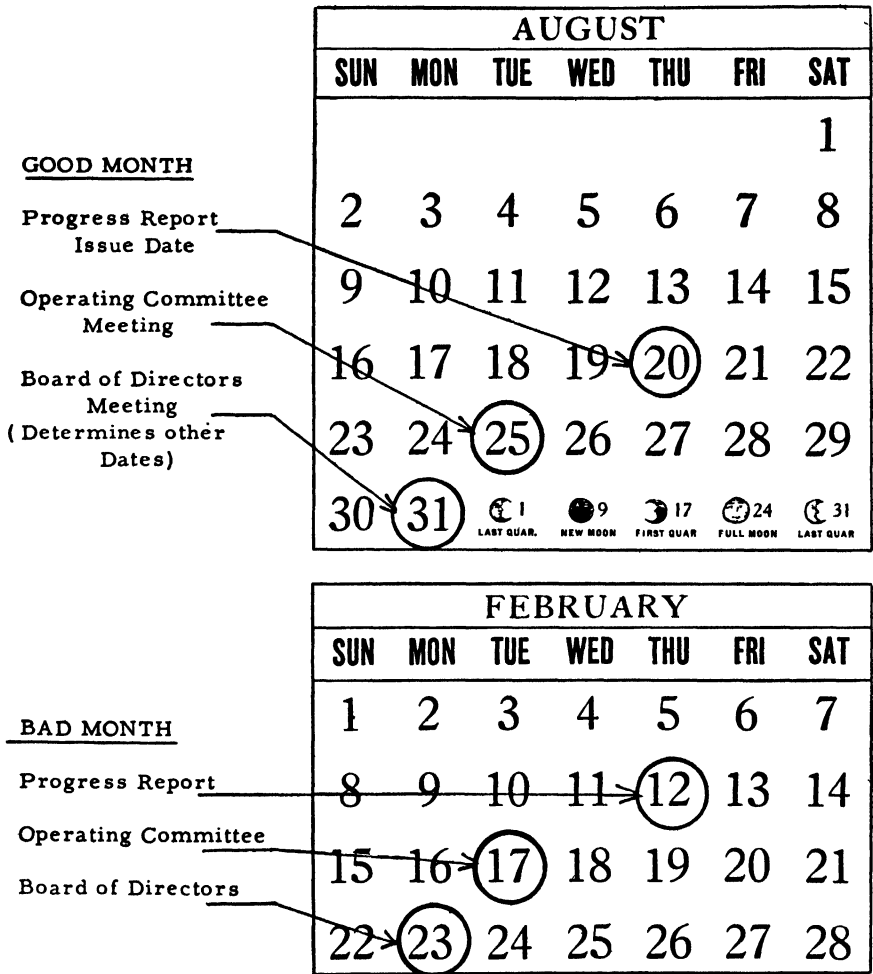 AUGUST
SUN MON TUE WED THU FRI SAT
1
GOOD MONTH
Progress Report
Issue Date
2 3 4 5 6 7 8
Operating Committee
Meeting
9 10 11 12 13 14 15
Board of Directors
Meeting
(Determines other
Dates)
16 17 18 19 20 21 22
23 24 25 26 27 28 29
30 31 1 9 17 24 31
LAST QUAR. NEW MOON FIRST QUAR FULL MOON LAST QUAR
FEBRUARY
SUN MON TUE WED THU FRI SAT
1 2 3 4 5 6 7
BAD MONTH
Progress Report
8 9 10 11 12 13 14
Operating Committee
15 16 17 18 19 20 21
Board of Directors
22 23 24 25 26 27 28